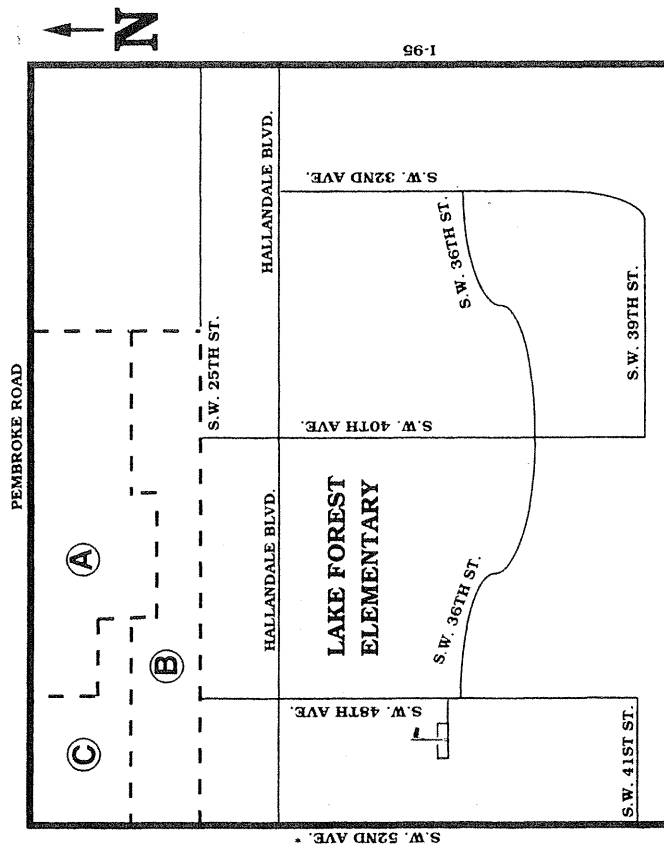 N
PEMBROKE ROAD
I-95
A
B
C
S.W. 25TH ST.
HALLANDALE BLVD.
HALLANDALE BLVD.
S.W. 32ND AVE.
S.W. 40TH AVE.
S.W. 48TH AVE.
S.W. 52ND AVE. *
LAKE FOREST
ELEMENTARY
S.W. 36TH ST.
S.W. 36TH ST.
S.W. 39TH ST.
S.W. 41ST ST.